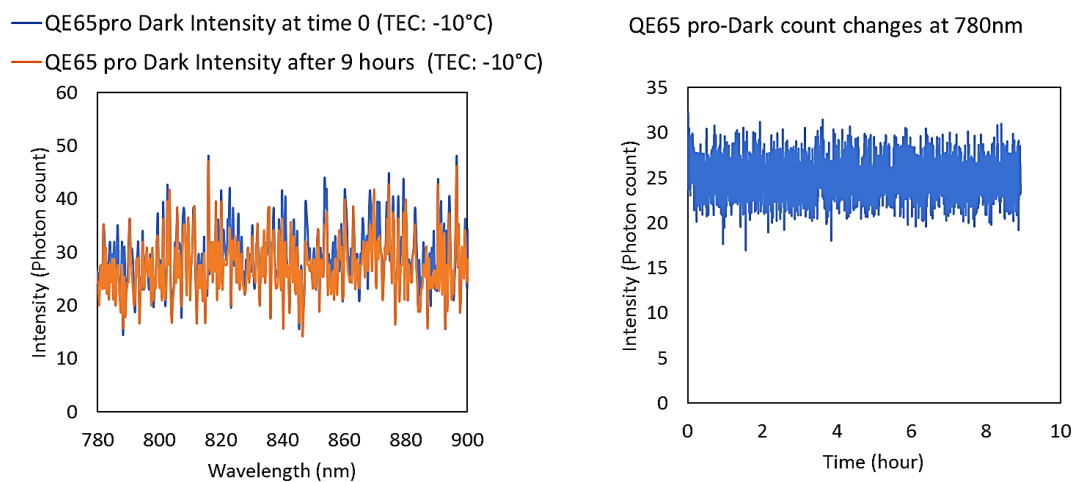 QE65pro Dark Intensity at time 0 (TEC: -10°C)
QE65 pro Dark Intensity after 9 hours  (TEC: -10°C)
60
50
40
30
20
10
0
780 800 820 840 860 880 900
Intensity (Photon count)
Wavelength (nm)
QE65 pro-Dark count changes at 780nm
35
30
25
20
15
10
5
0
0 2 4 6 8 10
Intensity (Photon count)
Time (hour)